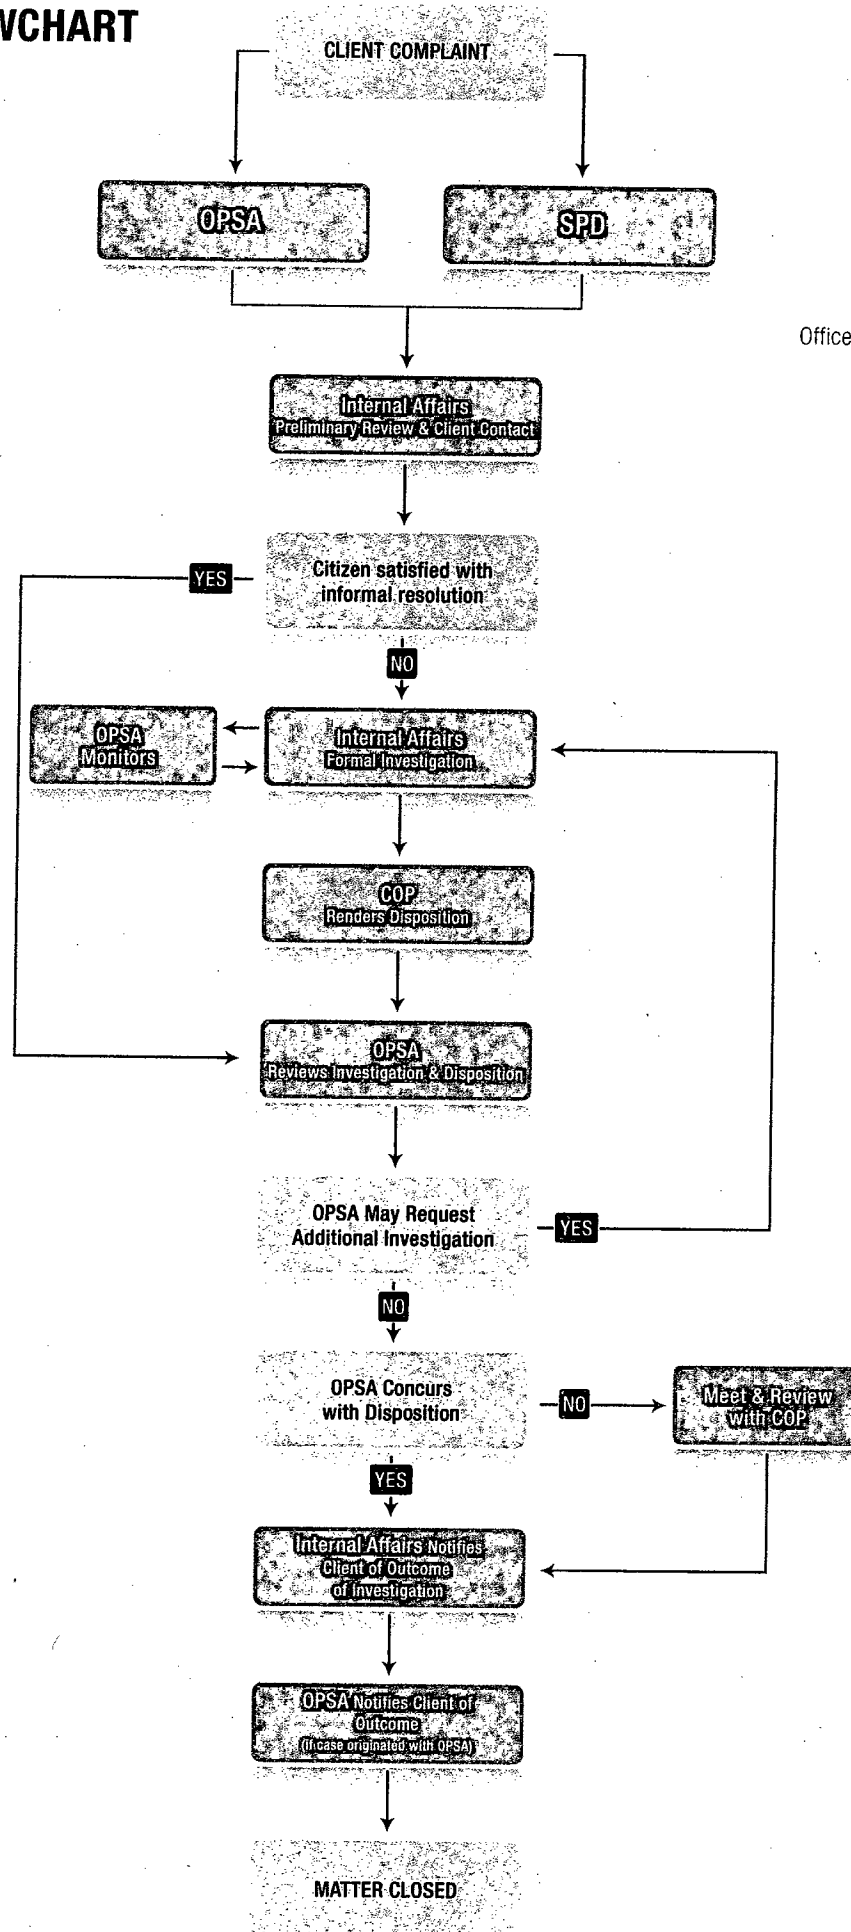 WCHART
CLIENT COMPLAINT
OPSA
SPD
Office
Internal Affairs
Preliminary Review & Client Contact
Citizen satisfied with
informal resolution
YES
NO
OPSA
Monitors
Internal Affairs
Formal Investigation
COP
Renders Disposition
OPSA
Reviews Investigation & Disposition
OPSA May Request
Additional Investigation
YES
NO
OPSA Concurs
with Disposition
NO
Meet & Review
with COP
YES
Internal Affairs Notifies
Client of Outcome
of Investigation
OPSA Notifies Client of
Outcome
(if case originated with OPSA)
MATTER CLOSED